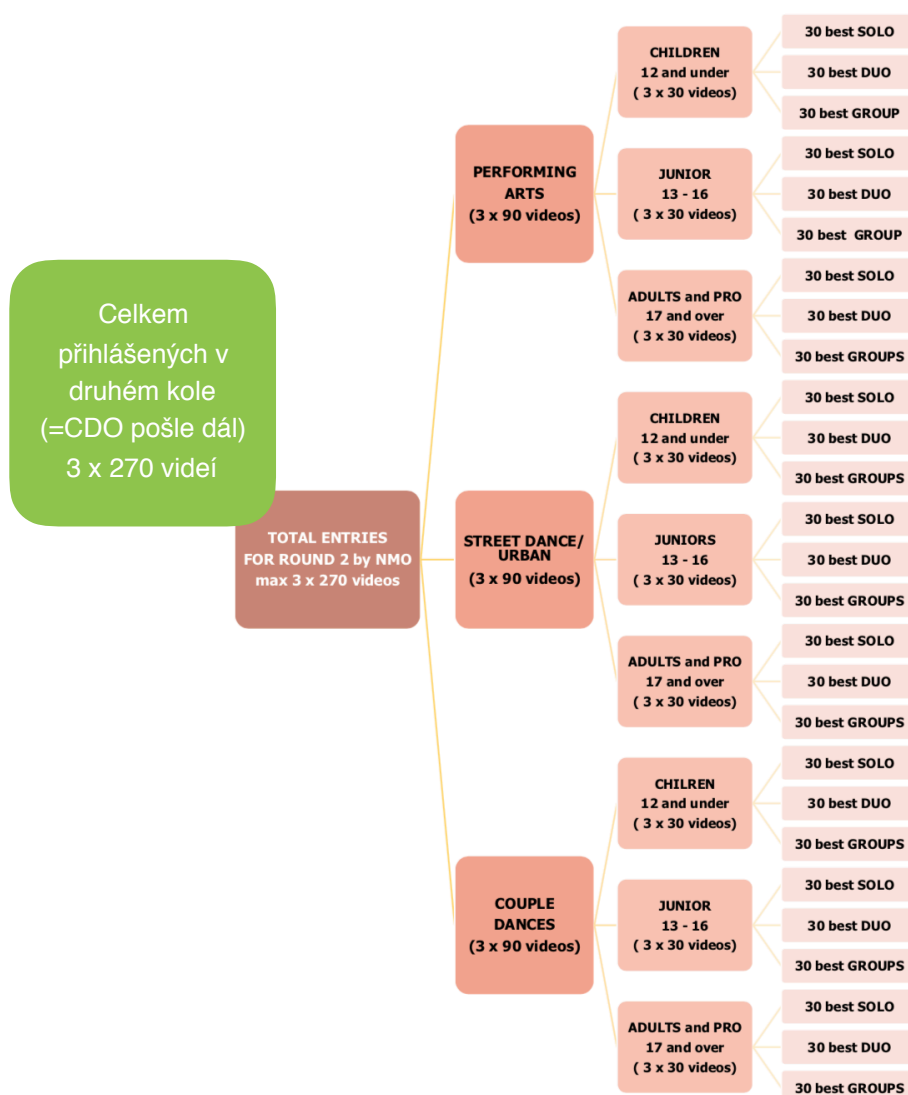 Celkem
přihlášených v
druhém kole
(=CDO pošle dál)
3 x 270 videí
TOTAL ENTRIES
FOR ROUND 2 by NMO
max 3 x 270 videos
PERFORMING
ARTS
(3 x 90 videos)
CHILDREN
12 and under
( 3 x 30 videos)
30 best SOLO
30 best DUO
30 best GROUP
JUNIOR
13 - 16
( 3 x 30 videos)
30 best SOLO
30 best DUO
30 best  GROUP
ADULTS and PRO
17 and over
( 3 x 30 videos)
30 best SOLO
30 best DUO
30 best GROUPS
STREET DANCE/
URBAN
(3 x 90 videos)
CHILDREN
12 and under
( 3 x 30 videos)
30 best SOLO
30 best DUO
30 best GROUPS
JUNIORS
13 - 16
( 3 x 30 videos)
30 best SOLO
30 best DUO
30 best GROUPS
ADULTS and PRO
17 and over
( 3 x 30 videos)
30 best SOLO
30 best DUO
30 best GROUPS
COUPLE
DANCES
(3 x 90 videos)
CHILREN
12 and under
( 3 x 30 videos)
30 best SOLO
30 best DUO
30 best GROUPS
JUNIOR
13 - 16
( 3 x 30 videos)
30 best SOLO
30 best DUO
30 best GROUPS
ADULTS and PRO
17 and over
( 3 x 30 videos)
30 best SOLO
30 best DUO
30 best GROUPS